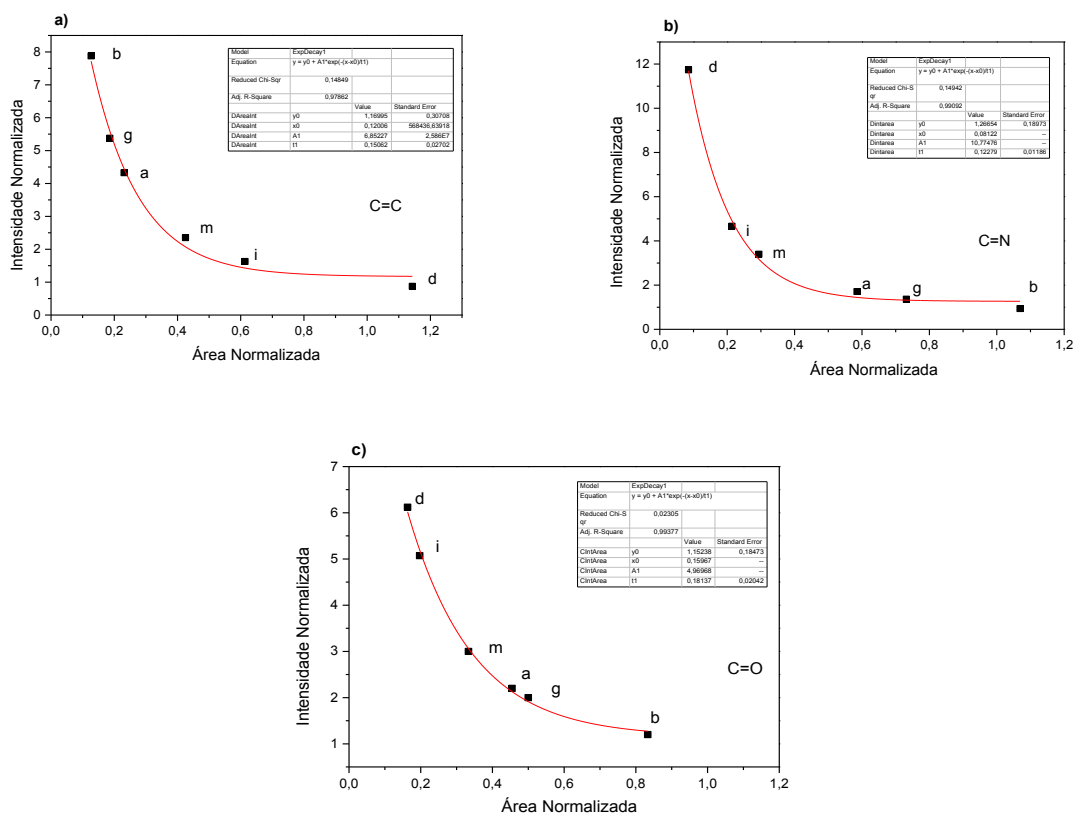 a)
Intensidade Normalizada
8
7
6
5
4
3
2
1
0
b
g
a
m
i
d
C=C
Model ExpDecay1
Equation y = y0 + A1*exp(-(x-x0)/t1)
Reduced Chi-Sqr 0,14849
Adj. R-Square 0,97862
Value Standard Error
DAreaInt y0 1,16995 0,30708
DAreaInt x0 0,12006 568436,63918
DAreaInt A1 6,85227 2,586E7
DAreaInt t1 0,15062 0,02702
0,0 0,2 0,4 0,6 0,8 1,0 1,2
Área Normalizada
b)
Intensidade Normalizada
12
10
8
6
4
2
0
d
i
m
a
g
b
C=N
Model ExpDecay1
Equation y = y0 + A1*exp(-(x-x0)/t1)
Reduced Chi-S
qr 0,14942
Adj. R-Square 0,99092
Value Standard Error
Dintarea y0 1,26654 0,18973
Dintarea x0 0,08122 --
Dintarea A1 10,77476 --
Dintarea t1 0,12279 0,01186
0,0 0,2 0,4 0,6 0,8 1,0 1,2
Área Normalizada
c)
Intensidade Normalizada
7
6
5
4
3
2
1
d
i
m
a
g
b
C=O
Model ExpDecay1
Equation y = y0 + A1*exp(-(x-x0)/t1)
Reduced Chi-S
qr 0,02305
Adj. R-Square 0,99377
Value Standard Error
CIntArea y0 1,15238 0,18473
CIntArea x0 0,15967 --
CIntArea A1 4,96968 --
CIntArea t1 0,18137 0,02042
0,0 0,2 0,4 0,6 0,8 1,0 1,2
Área Normalizada